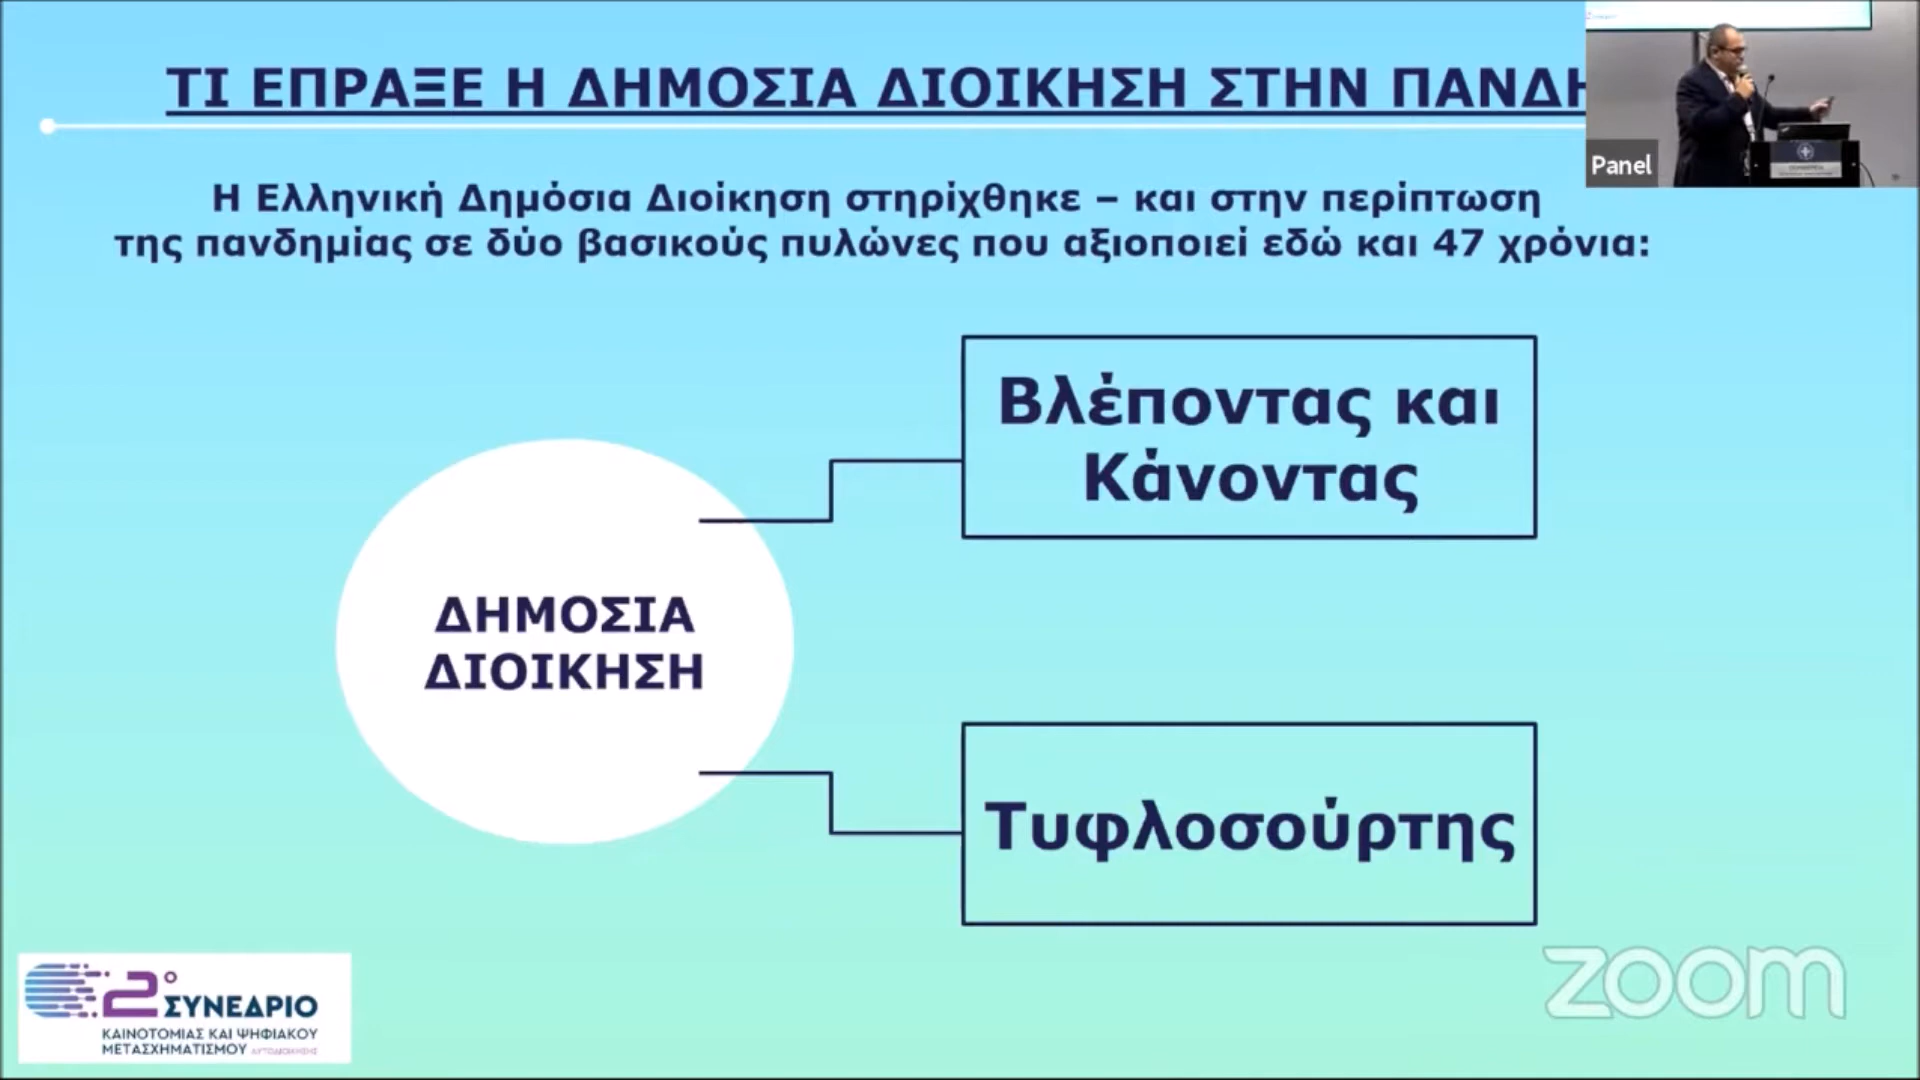 ΤΙ ΕΠΡΑΞΕ Η ΔΗΜΟΣΙΑ ΔΙΟΙΚΗΣΗ ΣΤΗΝ ΠΑΝΔΗ
Panel
Η Ελληνική Δημόσια Διοίκηση στηρίχθηκε – και στην περίπτωση
της πανδημίας σε δύο βασικούς πυλώνες που αξιοποιεί εδώ και 47 χρόνια:
Βλέποντας και
Κάνοντας
ΔΗΜΟΣΙΑ
ΔΙΟΙΚΗΣΗ
Τυφλοσούρτης
2ο
ΣΥΝΕΔΡΙΟ
ΚΑΙΝΟΤΟΜΙΑΣ ΚΑΙ ΨΗΦΙΑΚΟΥ
ΜΕΤΑΣΧΗΜΑΤΙΣΜΟΥ ΑΥΤΟΔΙΟΙΚΗΣΗΣ
zoom